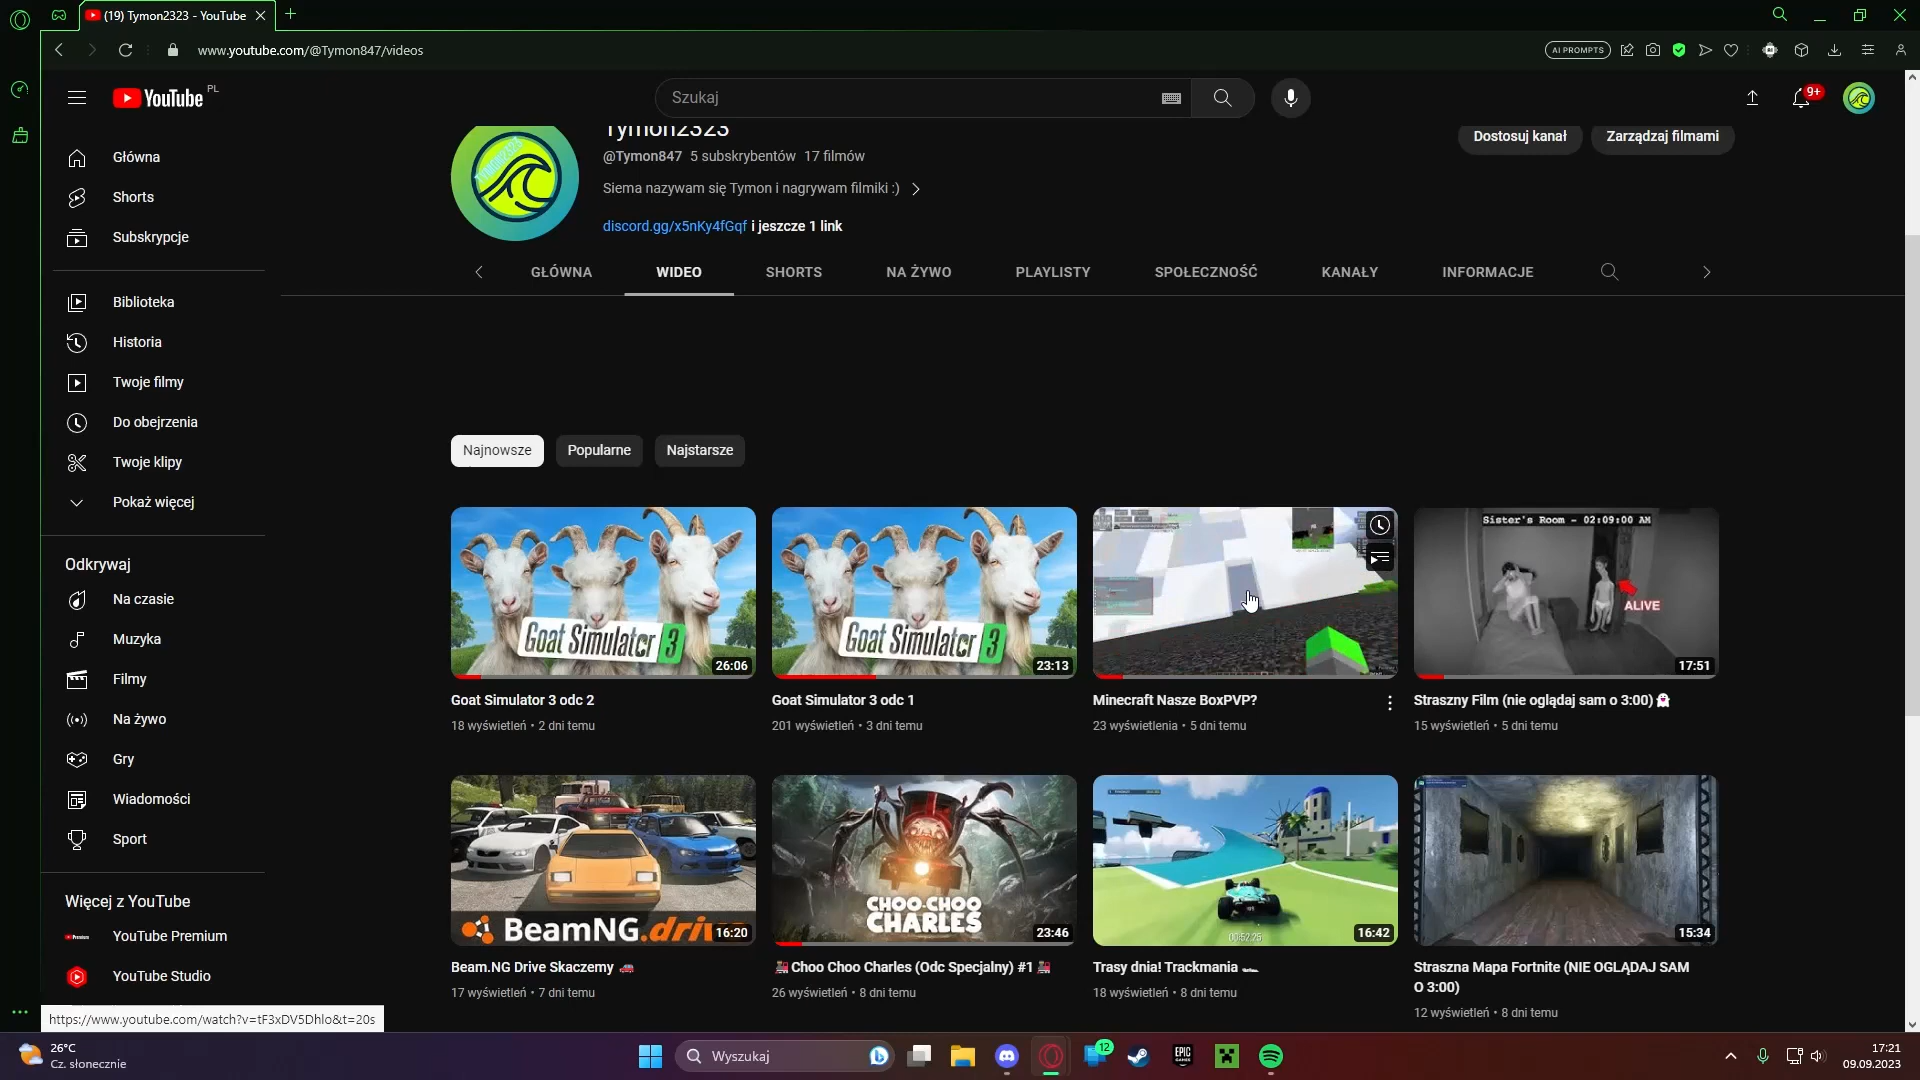 (19) Tymon2323 - YouTube
www.youtube.com/@Tymon847/videos
AI PROMPTS
YouTube PL
Szukaj
9+
Główna
Shorts
Subskrypcje
Biblioteka
Historia
Twoje filmy
Do obejrzenia
Twoje klipy
Pokaż więcej
Odkrywaj
Na czasie
Muzyka
Filmy
Na żywo
Gry
Wiadomości
Sport
Więcej z YouTube
Premium
YouTube Premium
YouTube Studio
https://www.youtube.com/watch?v=tF3xDV5Dhlo&t=20s
TYMON2323
Tymon2323
@Tymon847 5 subskrybentów 17 filmów
Siema nazywam się Tymon i nagrywam filmiki :)
discord.gg/x5nKy4fGqf i jeszcze 1 link
Dostosuj kanał
Zarządzaj filmami
GŁÓWNA WIDEO SHORTS NA ŻYWO PLAYLISTY SPOŁECZNOŚĆ KANAŁY INFORMACJE
Najnowsze Popularne Najstarsze
Goat Simulator 3
26:06
Goat Simulator 3 odc 2
18 wyświetleń • 2 dni temu
Goat Simulator 3
23:13
Goat Simulator 3 odc 1
201 wyświetleń • 3 dni temu
Minecraft Nasze BoxPVP?
23 wyświetlenia • 5 dni temu
Sister's Room - 02:09:00 AM
ALIVE
17:51
Straszny Film (nie oglądaj sam o 3:00)👻
15 wyświetleń • 5 dni temu
BeamNG.driv
16:20
Beam.NG Drive Skaczemy 🚗
17 wyświetleń • 7 dni temu
CHOO-CHOO
CHARLES
23:46
🚂Choo Choo Charles (Odc Specjalny) #1🚂
26 wyświetleń • 8 dni temu
00:52.25
16:42
Trasy dnia! Trackmania 🏎
18 wyświetleń • 8 dni temu
15:34
Straszna Mapa Fortnite (NIE OGLĄDAJ SAM
O 3:00)
12 wyświetleń • 8 dni temu
26°C
Cz. słonecznie
Wyszukaj
12
EPIC
GAMES
17:21
09.09.2023